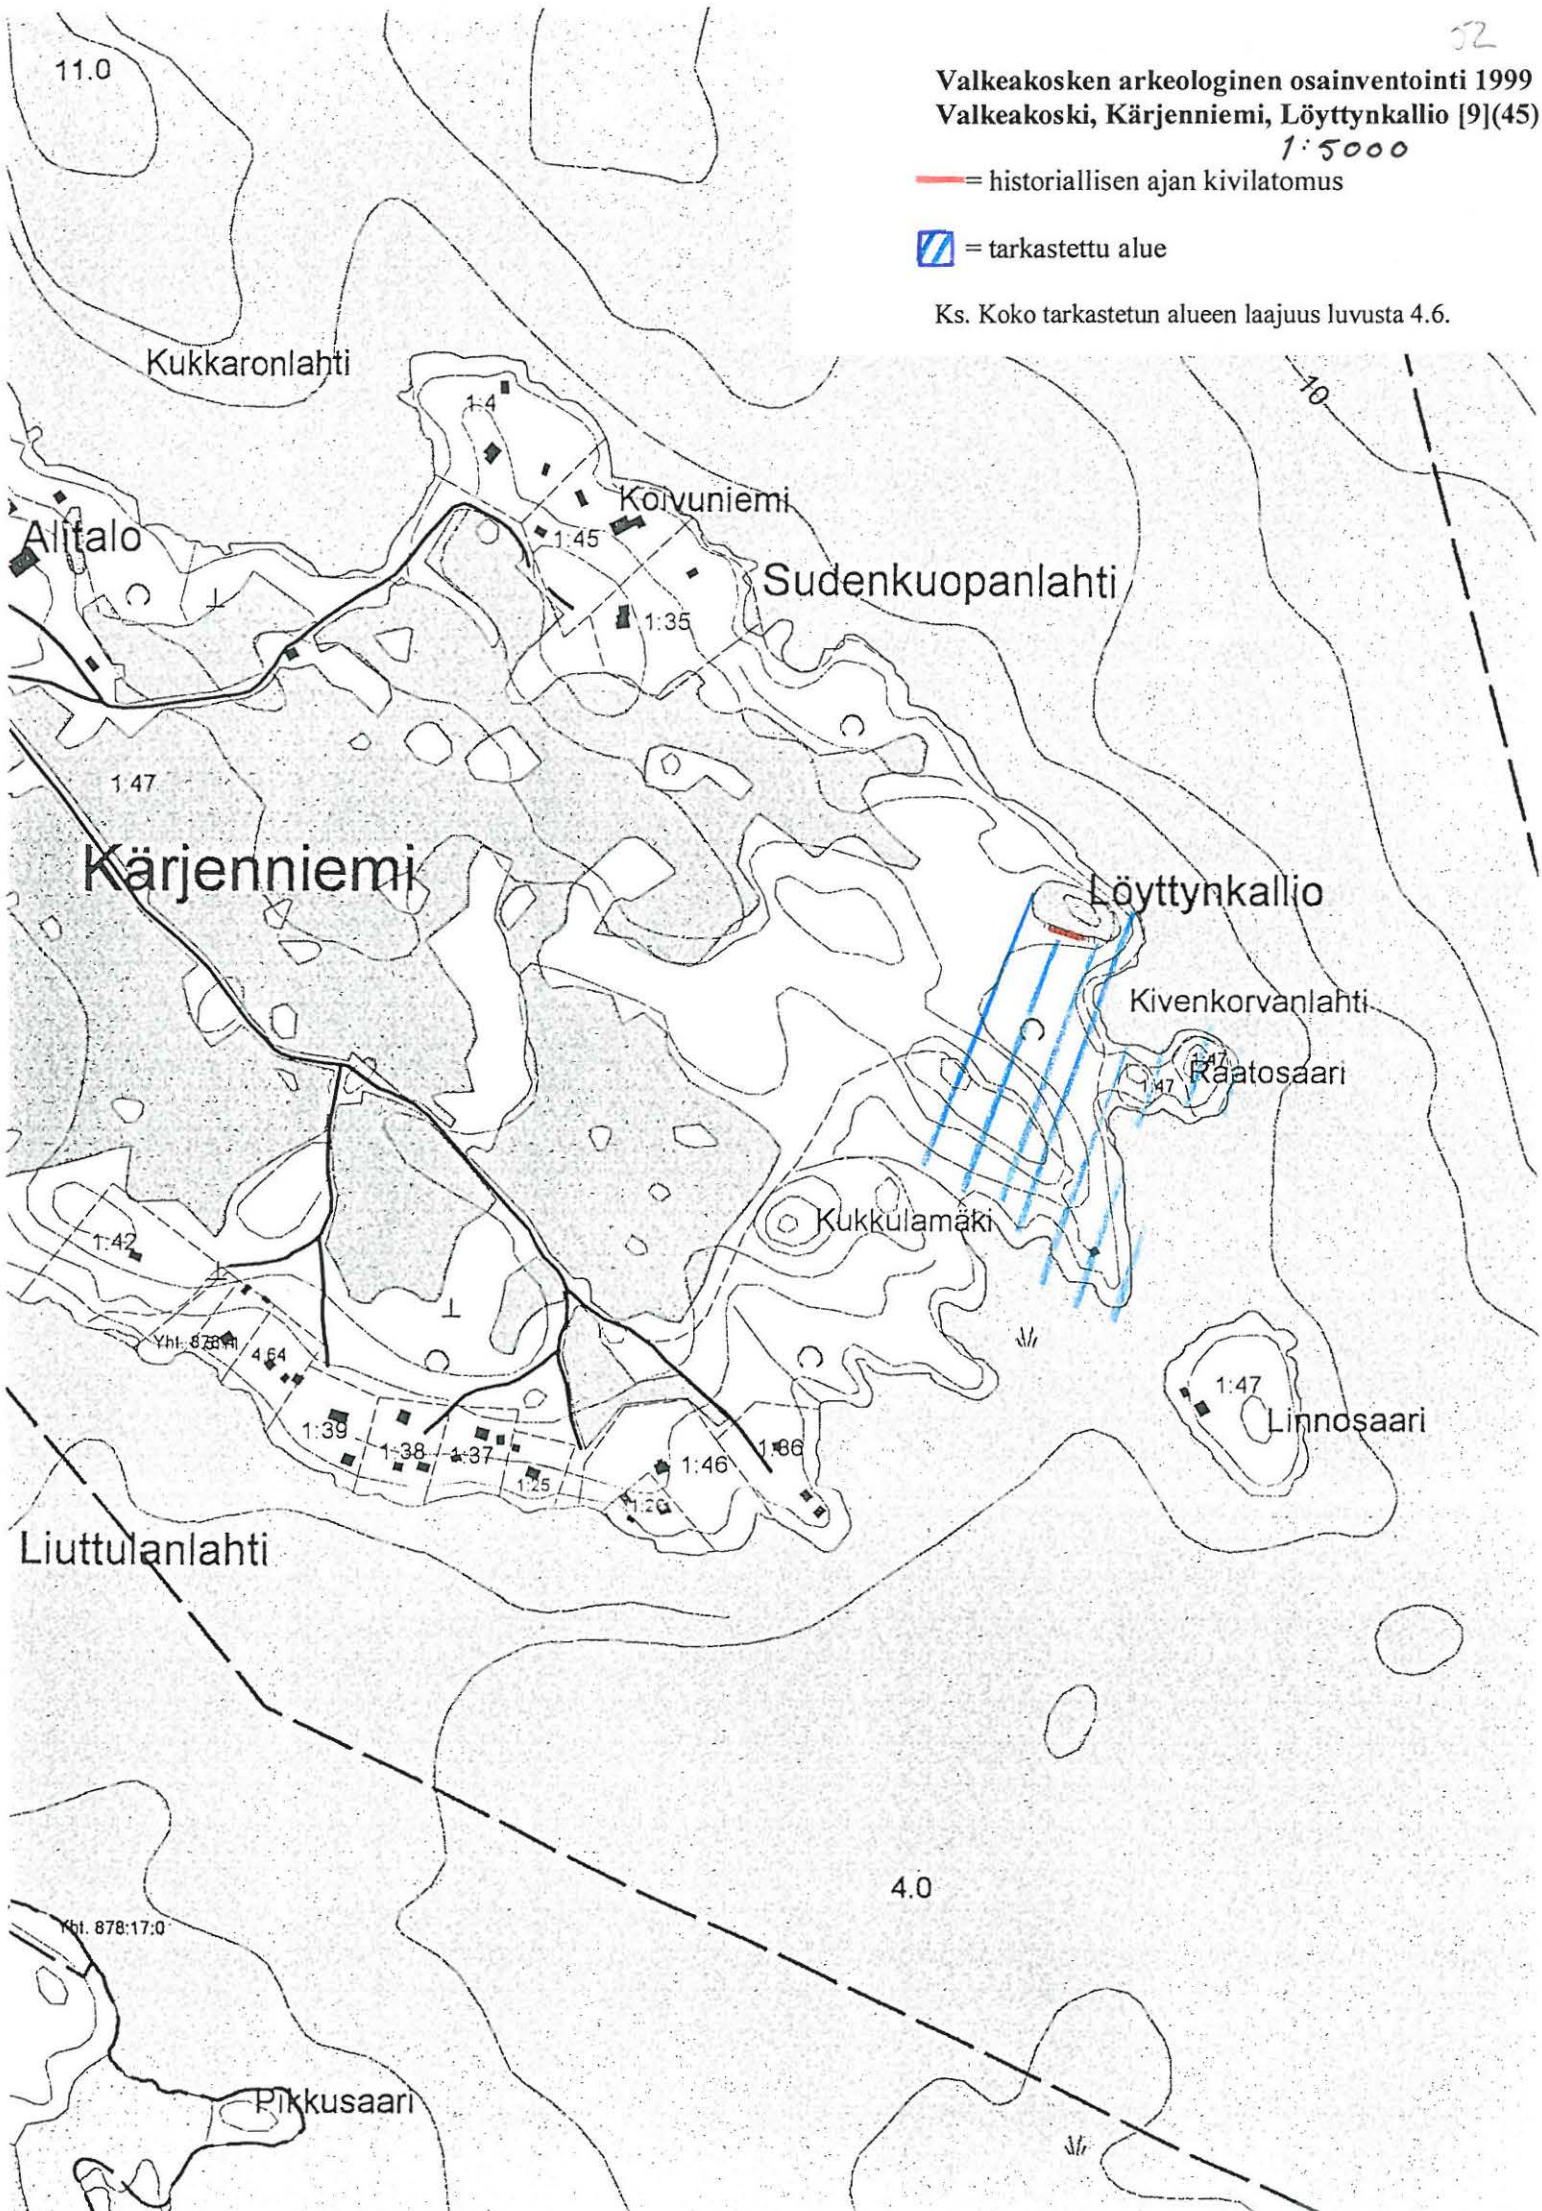 52
Valkeakosken arkeologinen osainventointi 1999
Valkeakoski, Kärjenniemi, Löyttynkallio [9](45)
1:5000
= historiallisen ajan kivilatomus
= tarkastettu alue
Ks. Koko tarkastetun alueen laajuus luvusta 4.6.
11.0
Kukkaronlahti
10
1:4
Koivuniemi
Alitalo
1:45
Sudenkuopanlahti
1:35
1:47
Kärjenniemi
Löyttynkallio
Kivenkorvanlahti
1:47
Raatosaari
1:47
Kukkulamäki
1:42
Yht. 878:
4:64
1:47
Linnosaari
1:39
1:38
1:37
1:46
1:36
1:25
1:26
Liuttulanlahti
4.0
Yht. 878:17:0
Pikkusaari